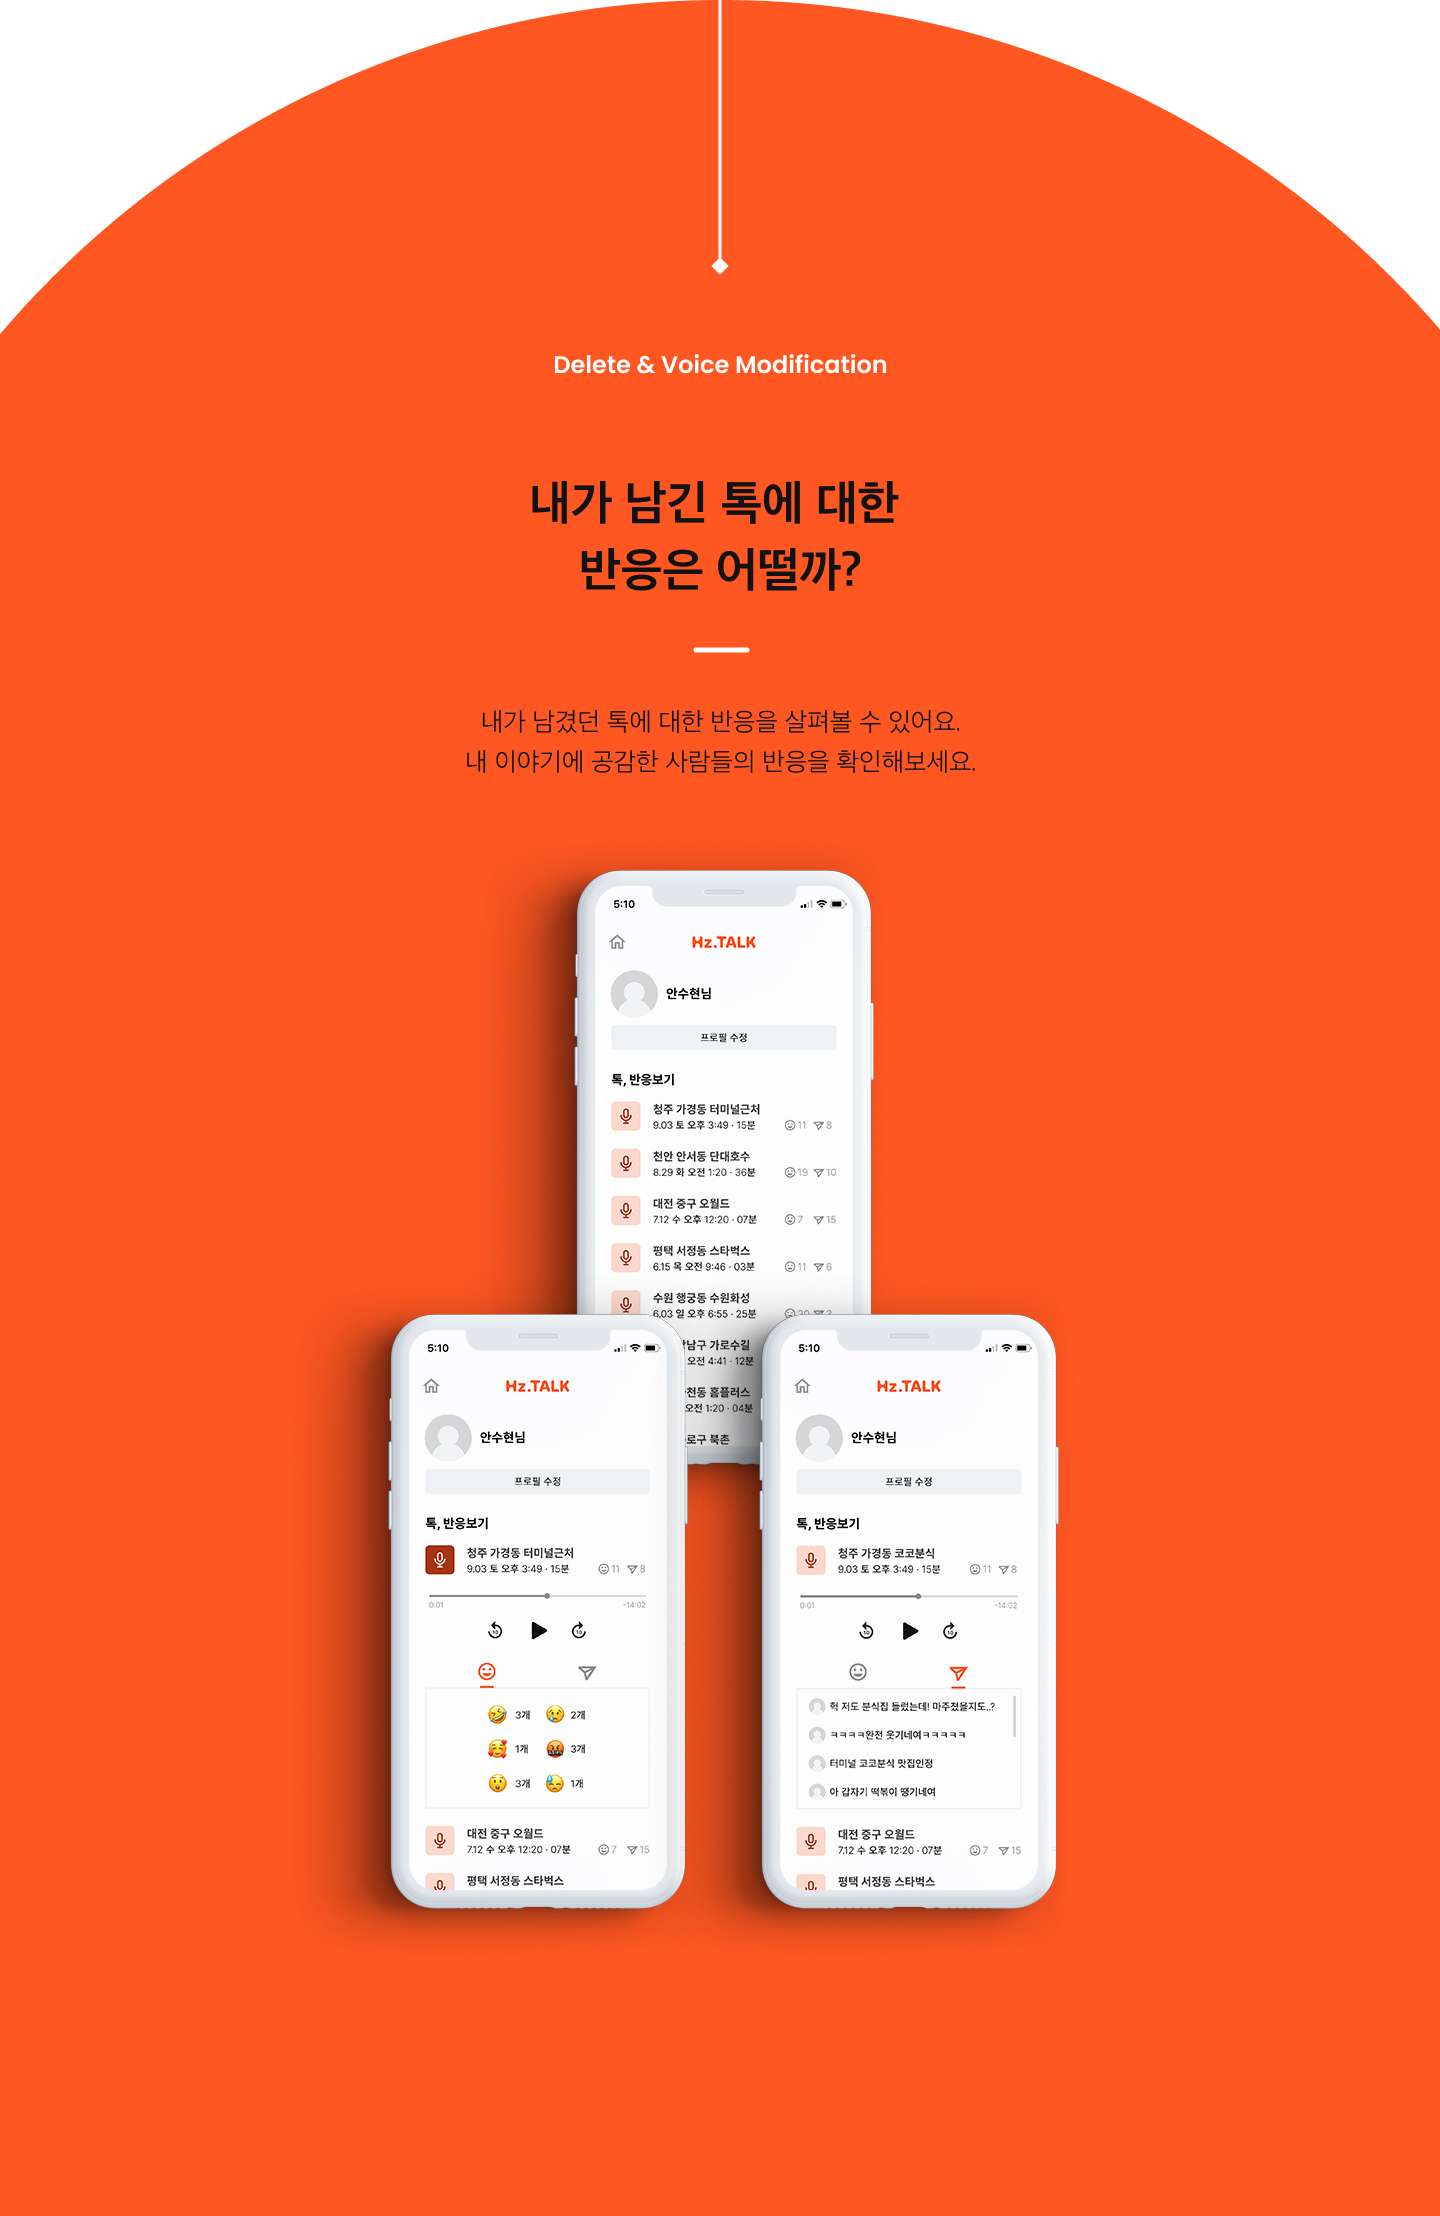 Delete & Voice Modification
내가 남긴 톡에 대한
반응은 어떨까?
내가 남겼던 톡에 대한 반응을 살펴볼 수 있어요.
내 이야기에 공감한 사람들의 반응을 확인해보세요.
5:10
Hz.TALK
안수현님
프로필 수정
톡, 반응보기
청주 가경동 터미널근처
9.03 토 오후 3:49 · 15분 11 8
천안 안서동 단대호수
8.29 화 오전 1:20 · 36분 19 10
대전 중구 오월드
7.12 수 오후 12:20 · 07분 7 15
평택 서정동 스타벅스
6.15 목 오전 9:46 · 03분 11 6
수원 행궁동 수원화성
6.03 일 오후 6:55 · 25분
남구 가로수길
오전 4:41 · 12분
천동 홈플러스
오전 1:20 · 04분
로구 북촌
5:10
Hz.TALK
안수현님
프로필 수정
톡, 반응보기
청주 가경동 터미널근처
9.03 토 오후 3:49 · 15분 11 8
0:01 -14:02
10 10
3개 2개
1개 3개
3개 1개
대전 중구 오월드
7.12 수 오후 12:20 · 07분 7 15
평택 서정동 스타벅스
5:10
Hz.TALK
안수현님
프로필 수정
톡, 반응보기
청주 가경동 코코분식
9.03 토 오후 3:49 · 15분 11 8
0:01 -14:02
10 10
헉 저도 분식집 들렀는데! 마주쳤을지도..?
ㅋㅋㅋㅋ완전 웃기네여ㅋㅋㅋㅋㅋ
터미널 코코분식 맛집인정
아 갑자기 떡볶이 땡기네여
대전 중구 오월드
7.12 수 오후 12:20 · 07분 7 15
평택 서정동 스타벅스